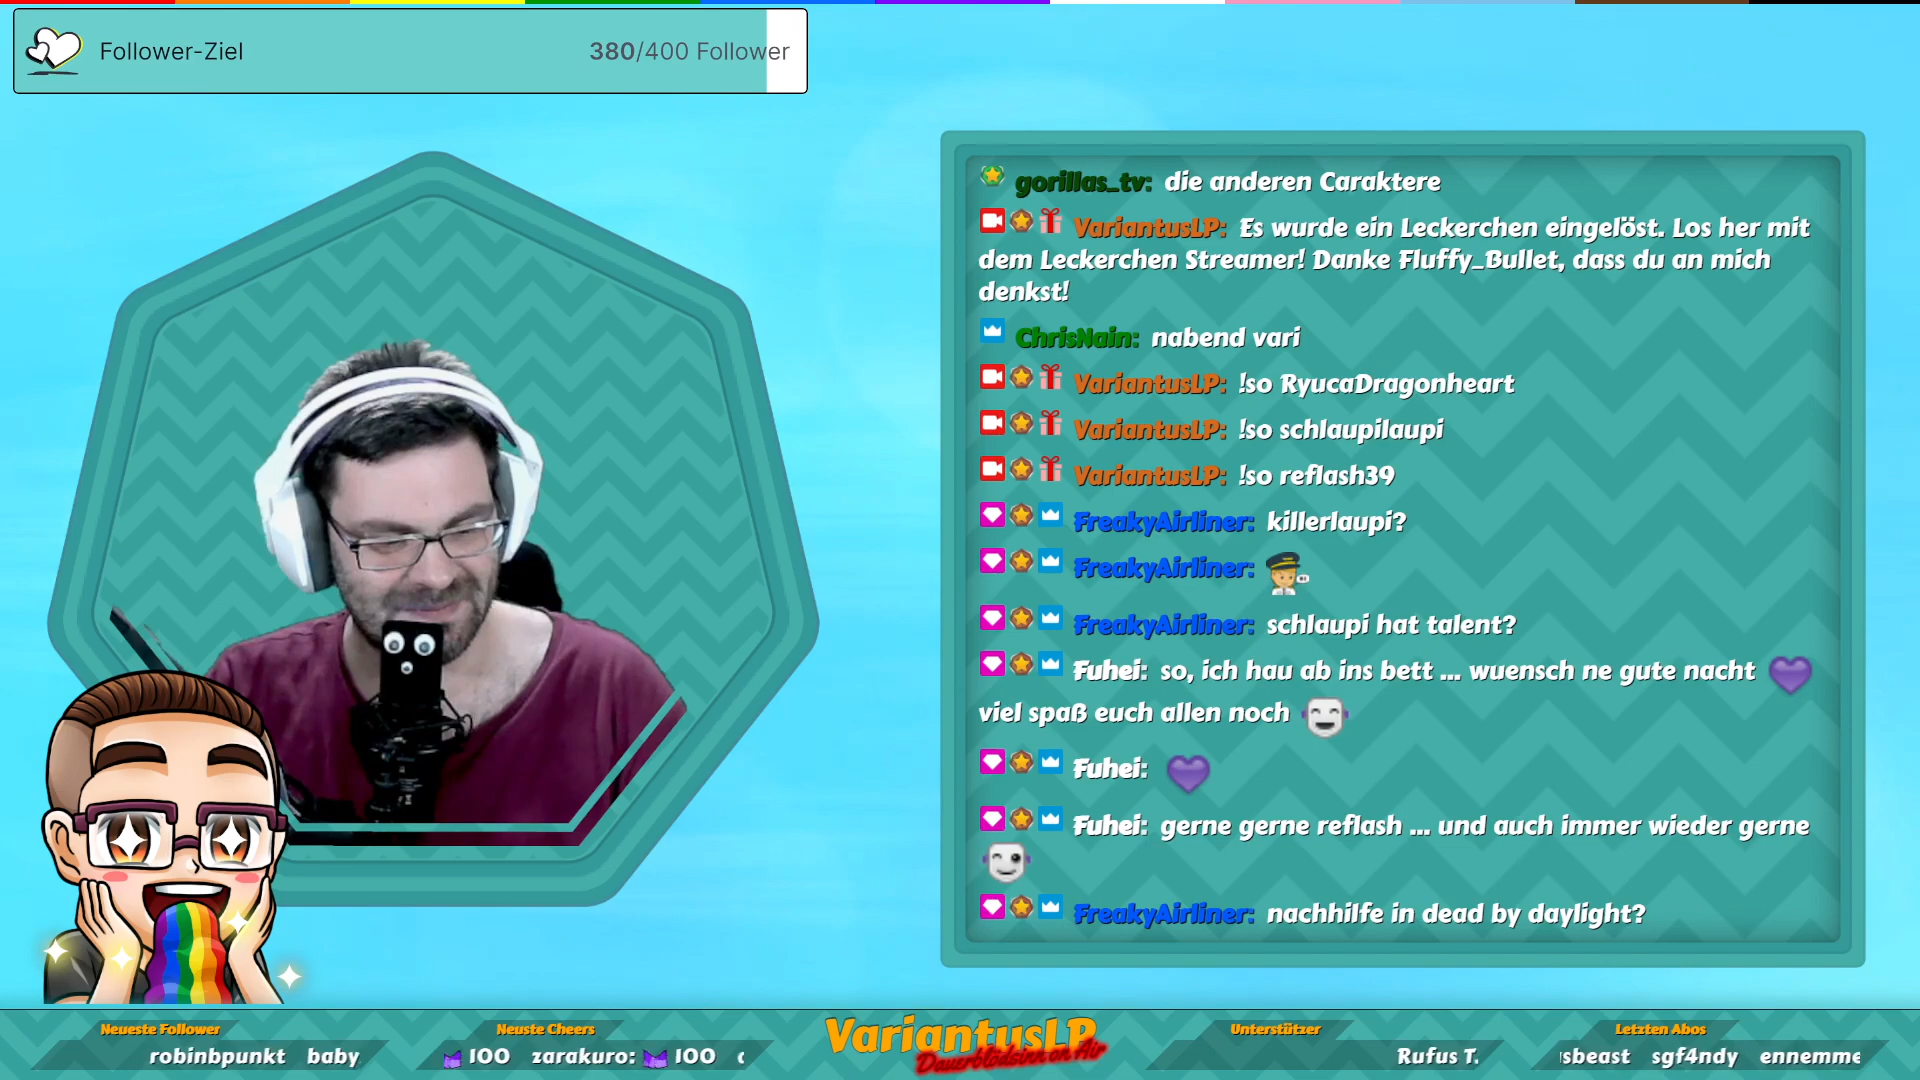 Follower-Ziel
380/400 Follower
gorillas_tv: die anderen Caraktere
VariantusLP: Es wurde ein Leckerchen eingelöst. Los her mit
dem Leckerchen Streamer! Danke Fluffy_Bullet, dass du an mich
denkst!
ChrisNain: nabend vari
VariantusLP: !so RyucaDragonheart
VariantusLP: !so schlaupilaupi
VariantusLP: !so reflash39
FreakyAirliner: killerlaupi?
FreakyAirliner:
FreakyAirliner: schlaupi hat talent?
Fuhei: so, ich hau ab ins bett ... wuensch ne gute nacht
viel spaß euch allen noch
Fuhei:
Fuhei: gerne gerne reflash ... und auch immer wieder gerne
FreakyAirliner: nachhilfe in dead by daylight?
Neueste Follower
robinbpunkt baby
Neuste Cheers
100 zarakuro: 100
VariantusLP
Dauerblödsinn on Air
Unterstützer
Rufus T.
Letzten Abos
sbeast sgf4ndy ennemme